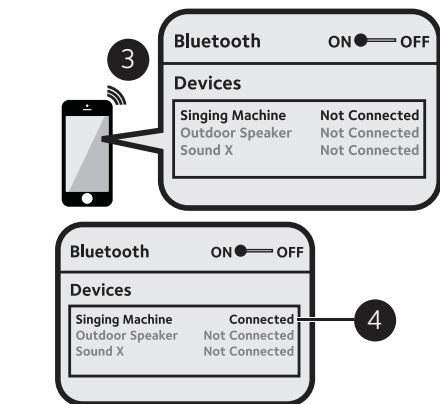 3
Bluetooth ON OFF
Devices
Singing Machine Not Connected
Outdoor Speaker Not Connected
Sound X Not Connected
Bluetooth ON OFF
Devices
Singing Machine Connected
Outdoor Speaker Not Connected
Sound X Not Connected
4